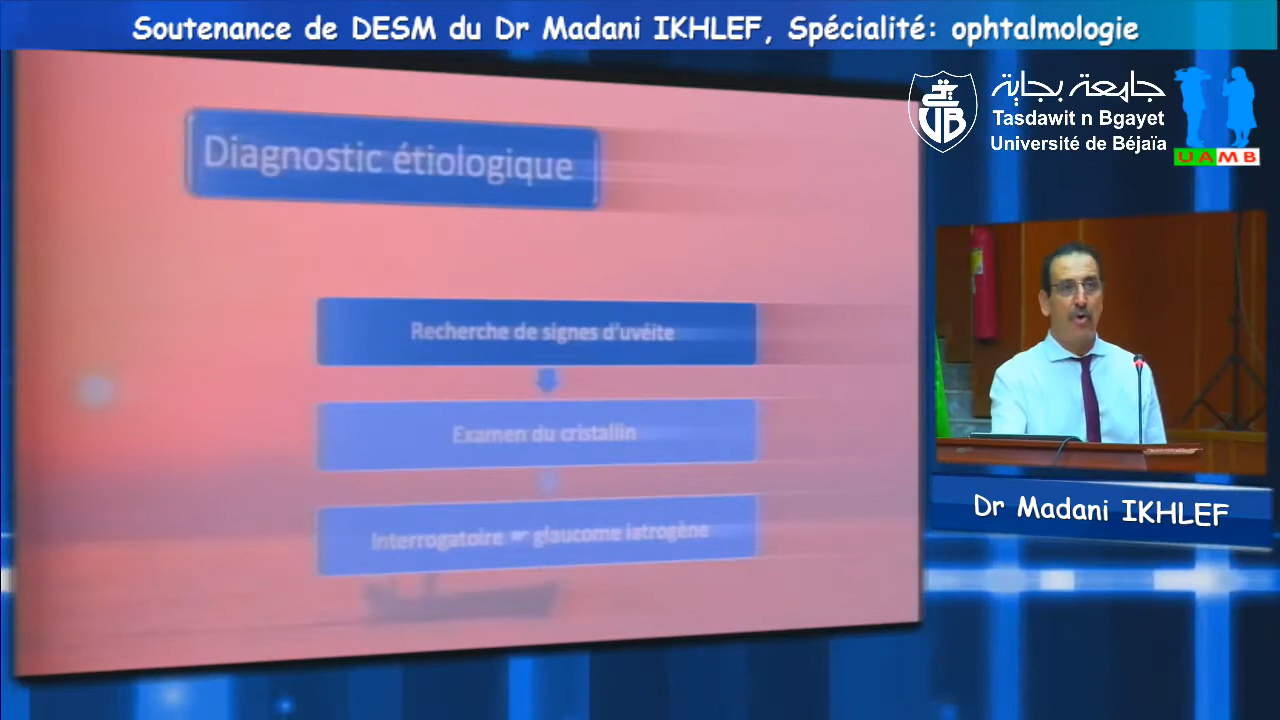 Soutenance de DESM du Dr Madani IKHLEF, Spécialité: ophtalmologie
جامعة بجاية
Tasdawit n Bgayet
Université de Béjaïa
UAMB
Diagnostic étiologique
Recherche de signes d'uvéite
Examen du cristallin
Interrogatoire ☛ glaucome iatrogène
Dr Madani IKHLEF